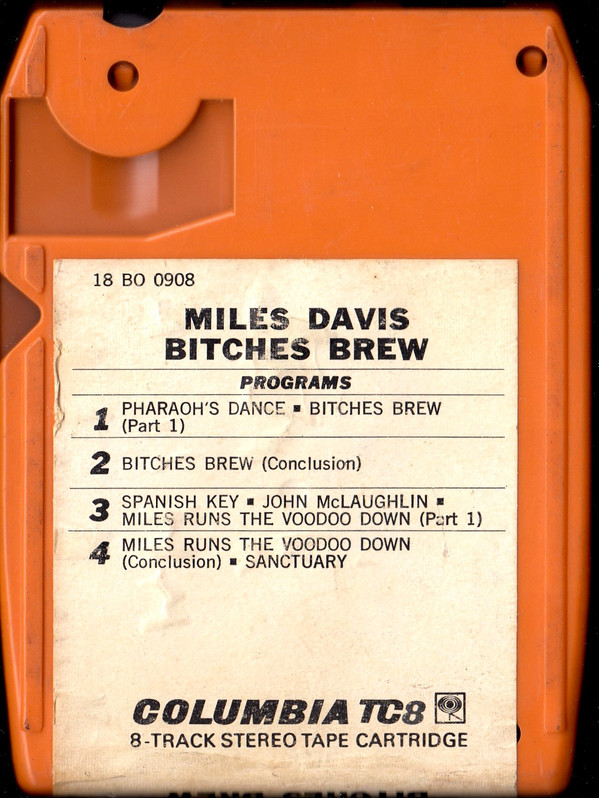 18 BO 0908
MILES DAVIS
BITCHES BREW
PROGRAMS
1 PHARAOH'S DANCE ▪ BITCHES BREW
(Part 1)
2 BITCHES BREW (Conclusion)
3 SPANISH KEY ▪ JOHN McLAUGHLIN ▪
MILES RUNS THE VOODOO DOWN (Part 1)
4 MILES RUNS THE VOODOO DOWN
(Conclusion) ▪ SANCTUARY
COLUMBIA TC8
8-TRACK STEREO TAPE CARTRIDGE
BITCHES BREW